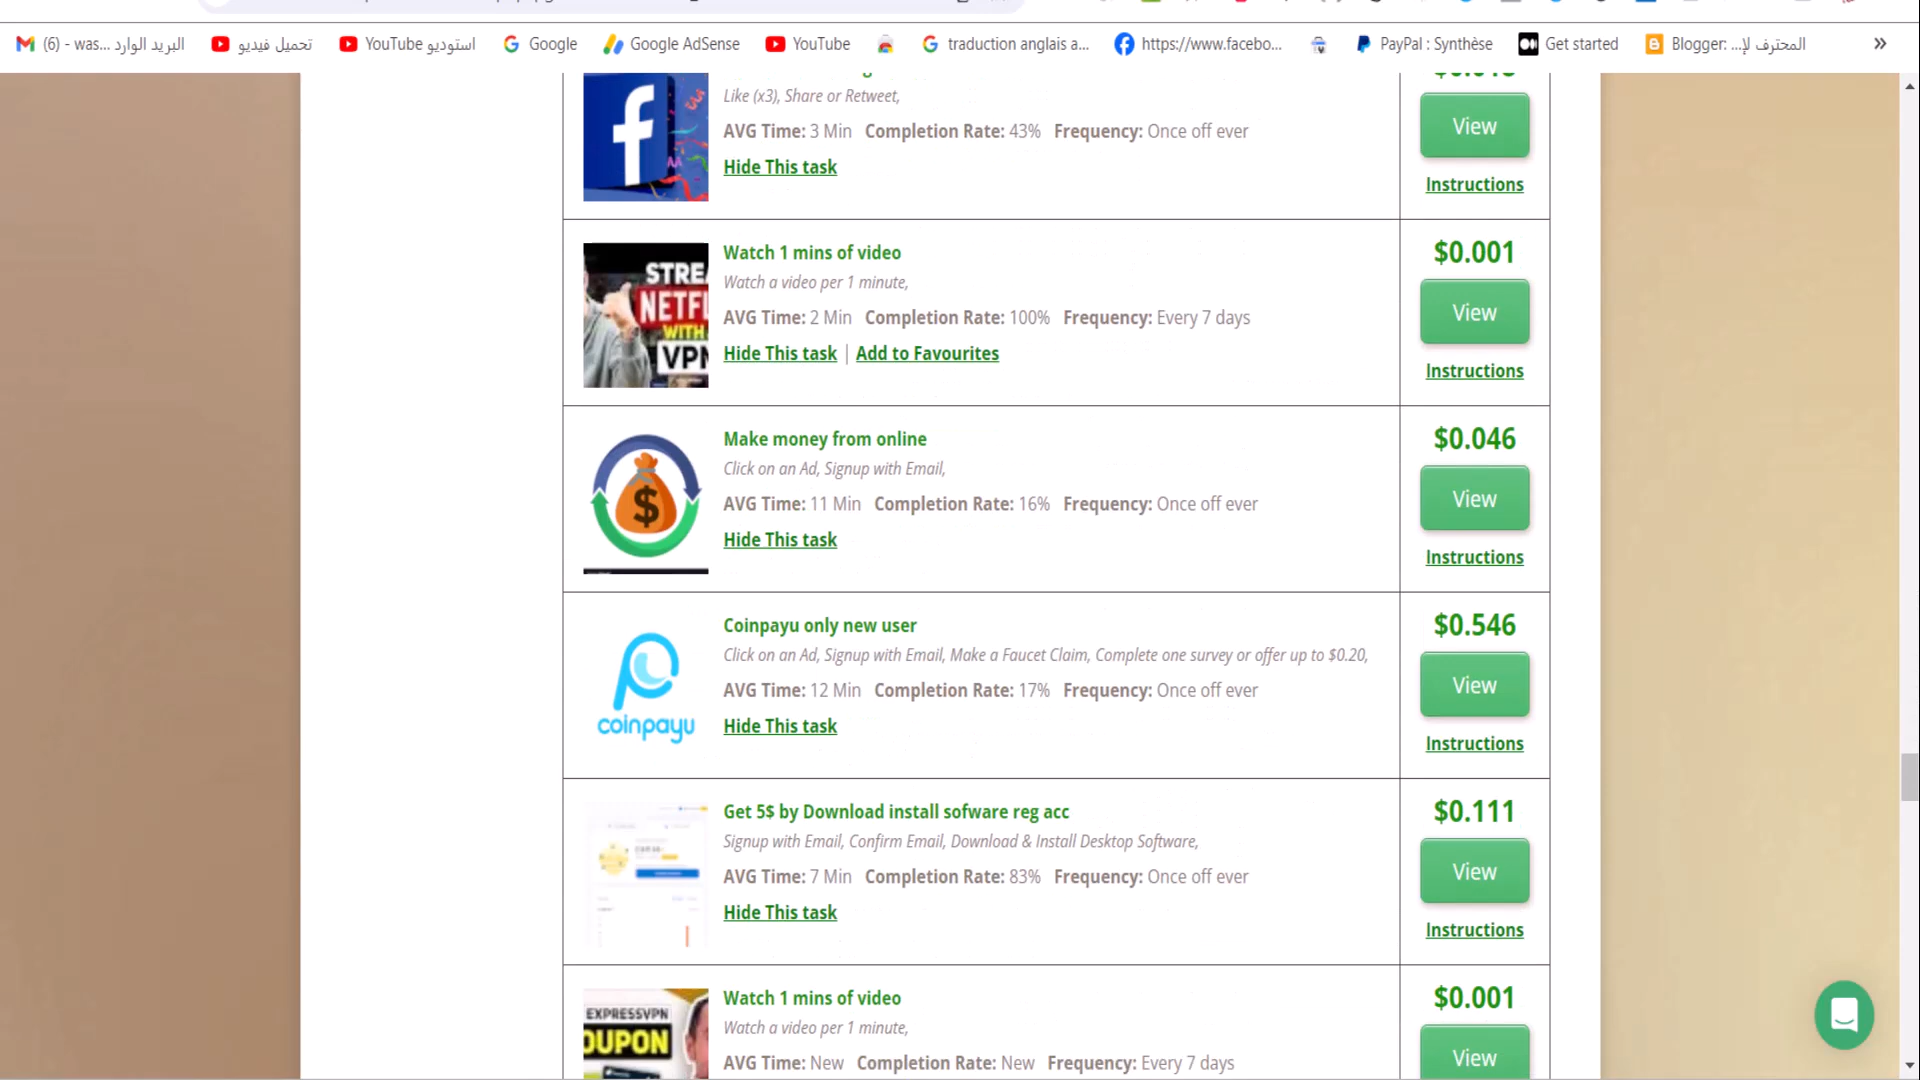 (6) - was... البريد الوارد
تحميل فيديو
استوديو YouTube
Google
Google AdSense
YouTube
traduction anglais a...
https://www.facebo...
PayPal : Synthèse
Get started
Blogger: ...المحترف لإ
»
Like (x3), Share or Retweet,
AVG Time: 3 Min Completion Rate: 43% Frequency: Once off ever
Hide This task
View
Instructions
STREA
NETFL
WITH
VPN
Watch 1 mins of video
Watch a video per 1 minute,
AVG Time: 2 Min Completion Rate: 100% Frequency: Every 7 days
Hide This task | Add to Favourites
$0.001
View
Instructions
$
Make money from online
Click on an Ad, Signup with Email,
AVG Time: 11 Min Completion Rate: 16% Frequency: Once off ever
Hide This task
$0.046
View
Instructions
coinpayu
Coinpayu only new user
Click on an Ad, Signup with Email, Make a Faucet Claim, Complete one survey or offer up to $0.20,
AVG Time: 12 Min Completion Rate: 17% Frequency: Once off ever
Hide This task
$0.546
View
Instructions
Get 5$ by Download install sofware reg acc
Signup with Email, Confirm Email, Download & Install Desktop Software,
AVG Time: 7 Min Completion Rate: 83% Frequency: Once off ever
Hide This task
$0.111
View
Instructions
EXPRESSVPN
OUPON
Watch 1 mins of video
Watch a video per 1 minute,
AVG Time: New Completion Rate: New Frequency: Every 7 days
$0.001
View